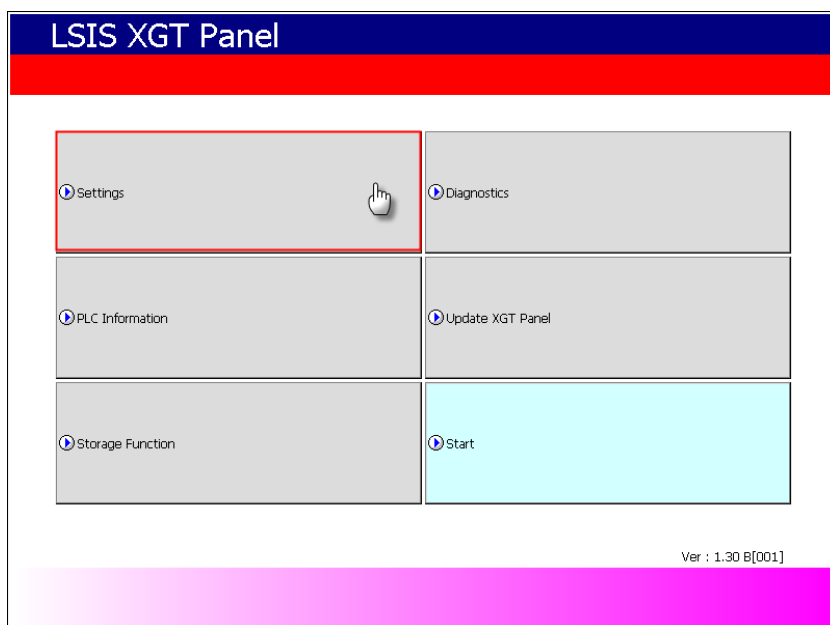 LSIS XGT Panel
Settings
Diagnostics
PLC Information
Update XGT Panel
Storage Function
Start
Ver : 1.30 B[001]